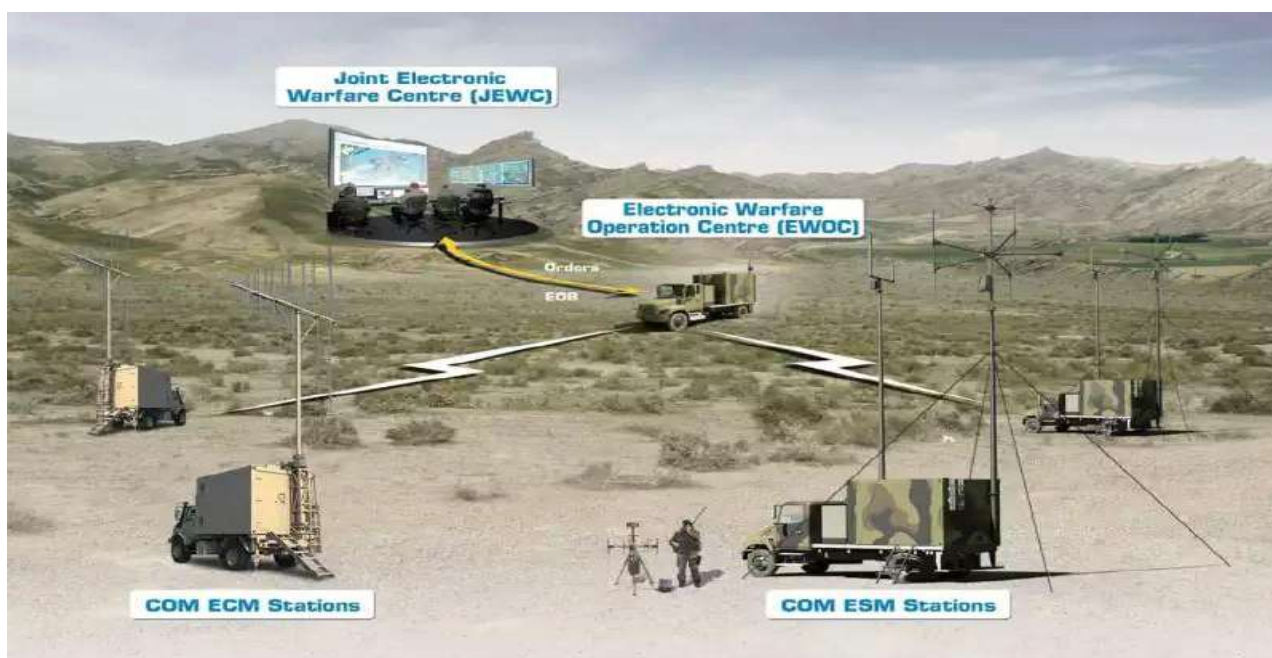 Joint Electronic
Warfare Centre (JEWC)
Electronic Warfare
Operation Centre (EWOC)
Orders
EOB
COM ECM Stations
COM ESM Stations